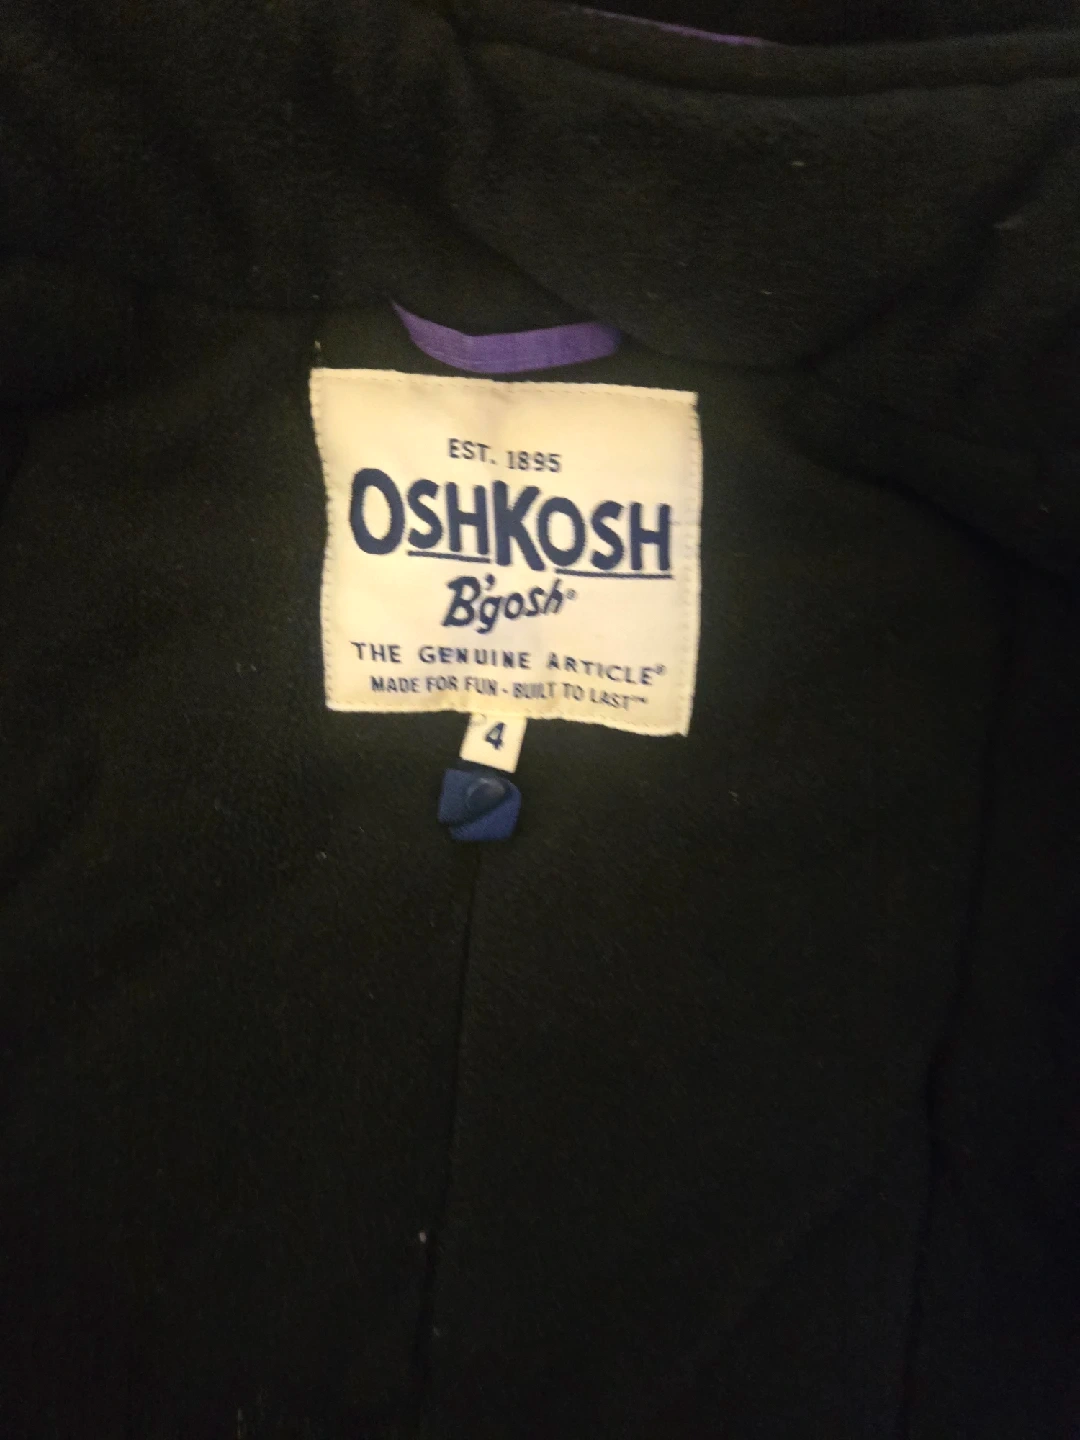 EST. 1895
OSHKOSH
B'gosh®
THE GENUINE ARTICLE®
MADE FOR FUN - BUILT TO LAST™
4